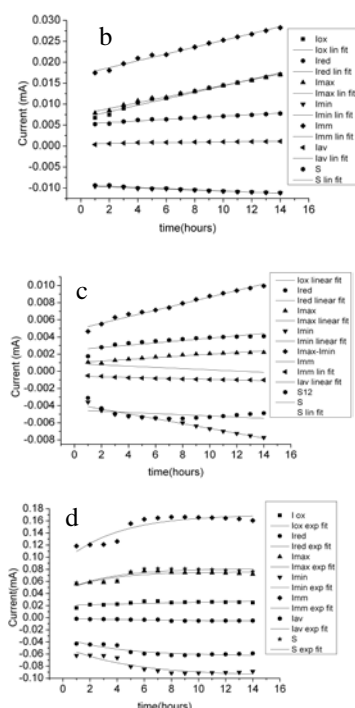 b
0.030
0.025
0.020
0.015
0.010
0.005
0.000
-0.005
-0.010
Current (mA)
0 2 4 6 8 10 12 14 16
time(hours)
Iox
Iox lin fit
Ired
Ired lin fit
Imax
Imax lin fit
Imin
Imin lin fit
Imm
Imm lin fit
Iav
Iav lin fit
S
S lin fit
c
0.010
0.008
0.006
0.004
0.002
0.000
-0.002
-0.004
-0.006
-0.008
Current (mA)
0 2 4 6 8 10 12 14 16
time(hours)
Iox linear fit
Ired
Ired linear fit
Imax
Imax linear fit
Imin
Imin linear fit
Imax-Imin
Imm
Imm lin fit
Iav linear fit
S12
S
S lin fit
d
0.18
0.16
0.14
0.12
0.10
0.08
0.06
0.04
0.02
0.00
-0.02
-0.04
-0.06
-0.08
-0.10
Current(mA)
0 2 4 6 8 10 12 14 16
time(hours)
I ox
Iox exp fit
Ired
Ired exp fit
Imax
Imax exp fit
Imin
Imin exp fit
Imm
Imm exp fit
Iav
Iav exp fit
S
S exp fit